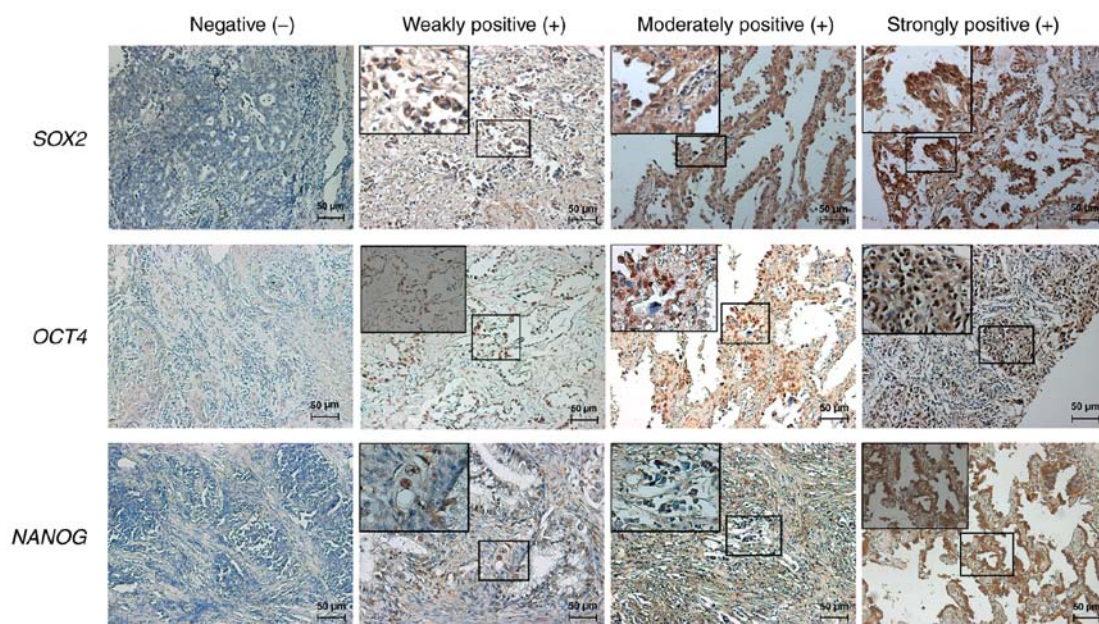 Negative (−) Weakly positive (+) Moderately positive (+) Strongly positive (+)
SOX2
50 µm 50 µm 50 µm 50 µm
OCT4
50 µm 50 µm 50 µm 50 µm
NANOG
50 µm 50 µm 50 µm 50 µm